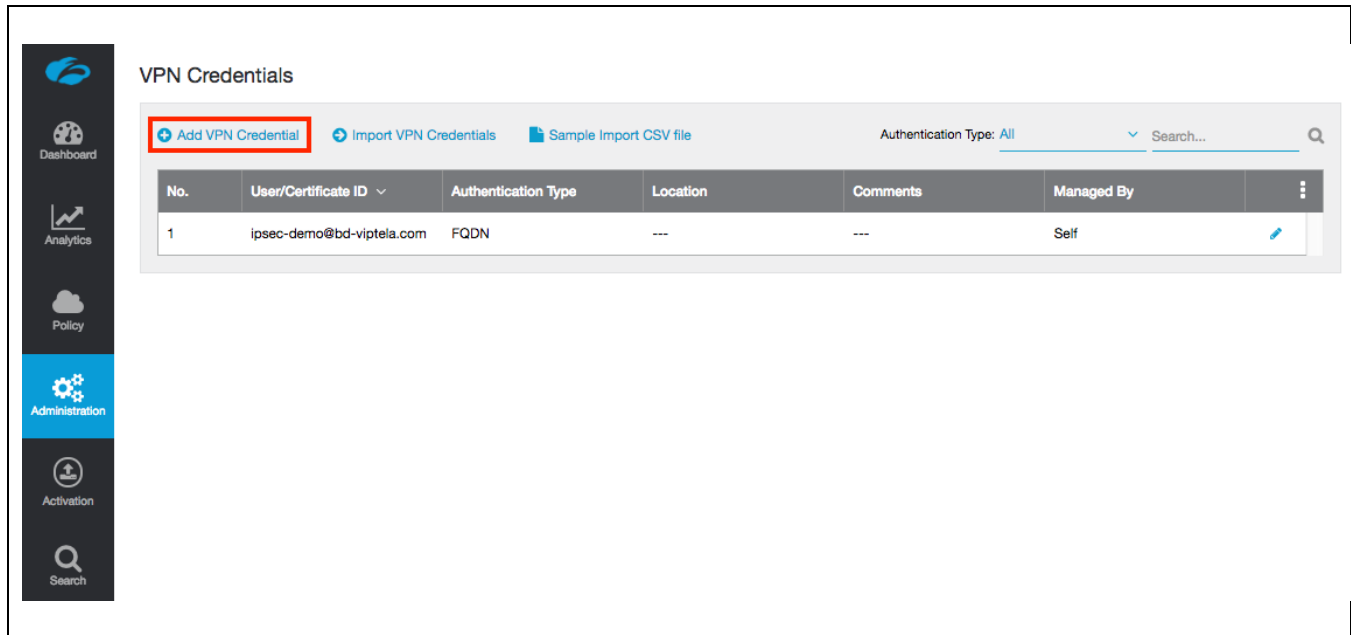 VPN Credentials
Add VPN Credential Import VPN Credentials Sample Import CSV file Authentication Type: All Search...
No. User/Certificate ID Authentication Type Location Comments Managed By
1 ipsec-demo@bd-viptela.com FQDN --- --- Self
Dashboard
Analytics
Policy
Administration
Activation
Search